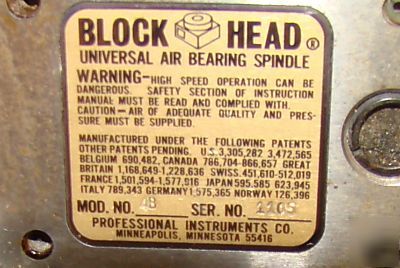 BLOCK HEAD®
UNIVERSAL AIR BEARING SPINDLE
WARNING-HIGH SPEED OPERATION CAN BE
DANGEROUS. SAFETY SECTION OF INSTRUCTION
MANUAL MUST BE READ AND COMPLIED WITH.
CAUTION-AIR OF ADEQUATE QUALITY AND PRES-
SURE MUST BE SUPPLIED.
MANUFACTURED UNDER THE FOLLOWING PATENTS
OTHER PATENTS PENDING. U.S. 3,305,282 3,472,565
BELGIUM 690,482, CANADA 786,704-866,657 GREAT
BRITAIN 1,168,649-1,228,636 SWISS. 451,610-512,019
FRANCE 1,501,594-1,577,916 JAPAN 595,585 623,945
ITALY 789,343 GERMANY 1,575,365 NORWAY 126,396
MOD. NO. 4B SER. NO. 1105
PROFESSIONAL INSTRUMENTS CO.
MINNEAPOLIS, MINNESOTA 55416